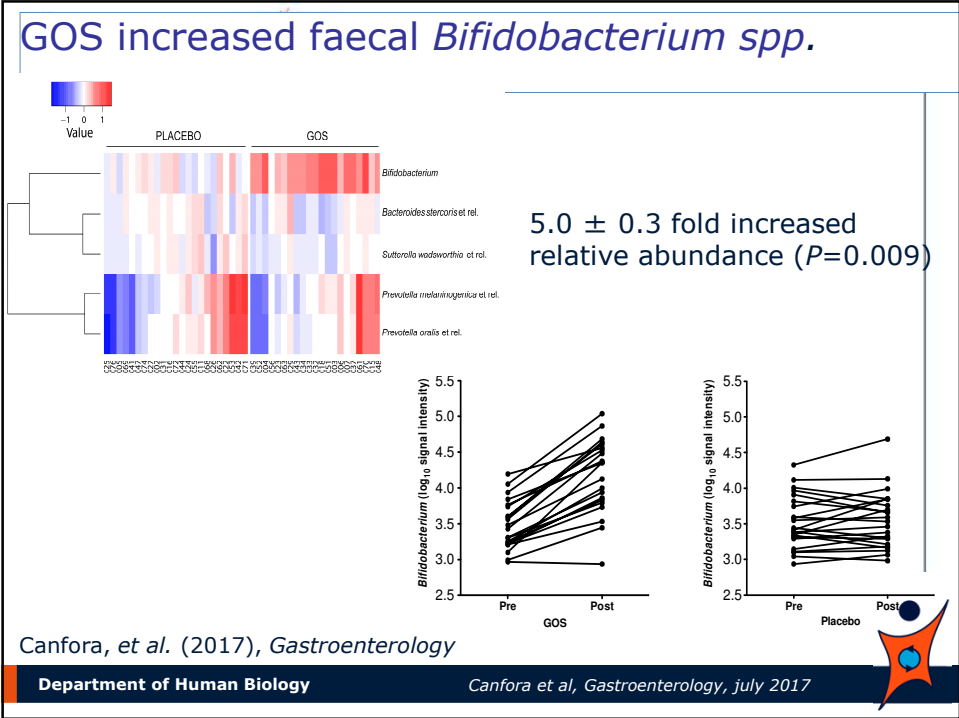 GOS increased faecal Bifidobacterium spp.
−1 0 1
Value
PLACEBO GOS
Bifidobacterium
Bacteroides stercoris et rel.
Sutterella wadsworthia et rel.
Prevotella melaninogenica et rel.
Prevotella oralis et rel.
5.0 ± 0.3 fold increased
relative abundance (P=0.009)
Bifidobacterium (log10 signal intensity)
5.5
5.0
4.5
4.0
3.5
3.0
2.5
Pre Post
GOS
Bifidobacterium (log10 signal intensity)
5.5
5.0
4.5
4.0
3.5
3.0
2.5
Pre Post
Placebo
Canfora, et al. (2017), Gastroenterology
Department of Human Biology
Canfora et al, Gastroenterology, july 2017